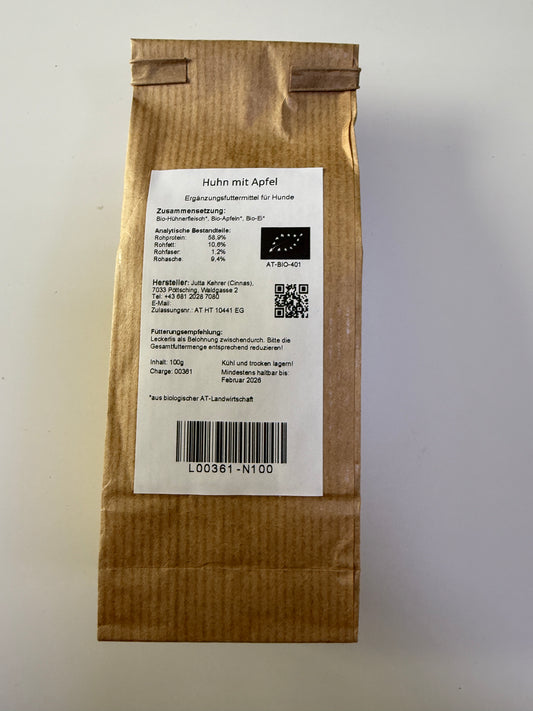 Huhn mit Apfel
Ergänzungsfuttermittel für Hunde
Zusammensetzung:
Bio-Hühnerfleisch*, Bio-Apfeln*, Bio-Ei*
Analytische Bestandteile:
Rohprotein: 58,9%
Rohfett: 10,6%
Rohfaser: 1,2%
Rohasche: 9,4%
AT-BIO-401
Hersteller: Jutta Kehrer (Cinnas),
7033 Pöttsching, Waldgasse 2
Tel: +43 681 2028 7080
E-Mail:
Zulassungsnr.: AT HT 10441 EG
Fütterungsempfehlung:
Leckerlis als Belohnung zwischendurch. Bitte die
Gesamtfuttermenge entsprechend reduzieren!
Inhalt: 100g Kühl und trocken lagern!
Charge: 00361 Mindestens haltbar bis:
Februar 2026
*aus biologischer AT-Landwirtschaft
L00361-N100